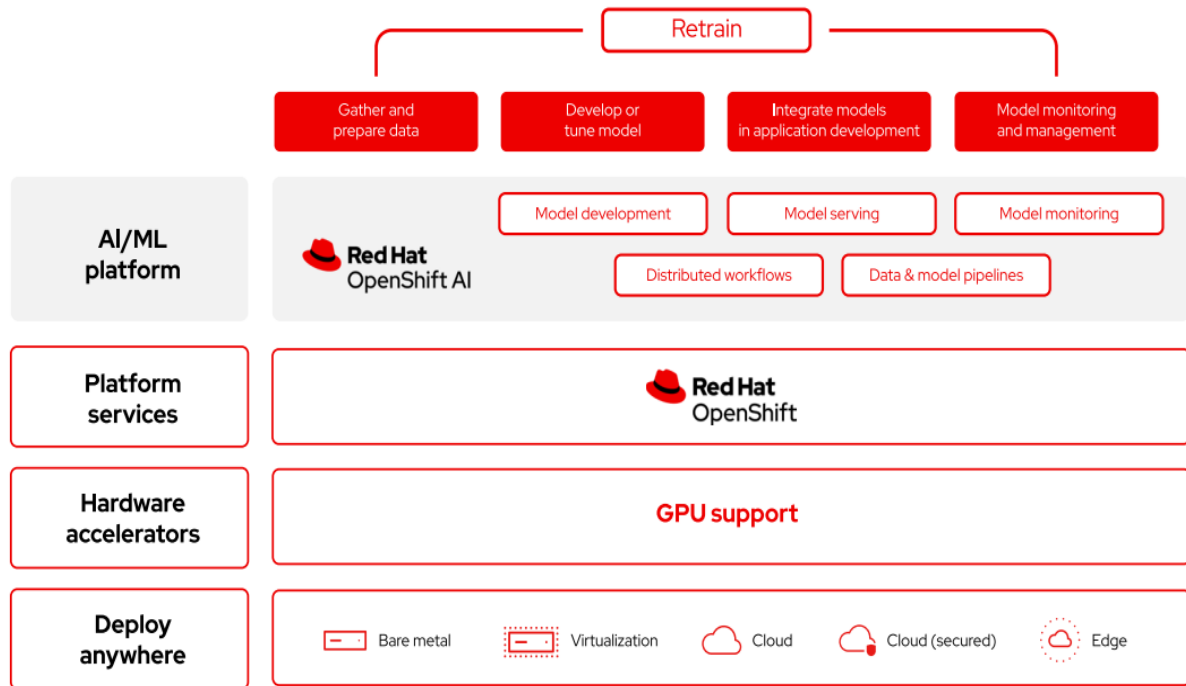 Retrain
Gather and
prepare data
Develop or
tune model
Integrate models
in application development
Model monitoring
and management
AI/ML
platform
Red Hat
OpenShift AI
Model development
Model serving
Model monitoring
Distributed workflows
Data & model pipelines
Platform
services
Red Hat
OpenShift
Hardware
accelerators
GPU support
Deploy
anywhere
Bare metal
Virtualization
Cloud
Cloud (secured)
Edge